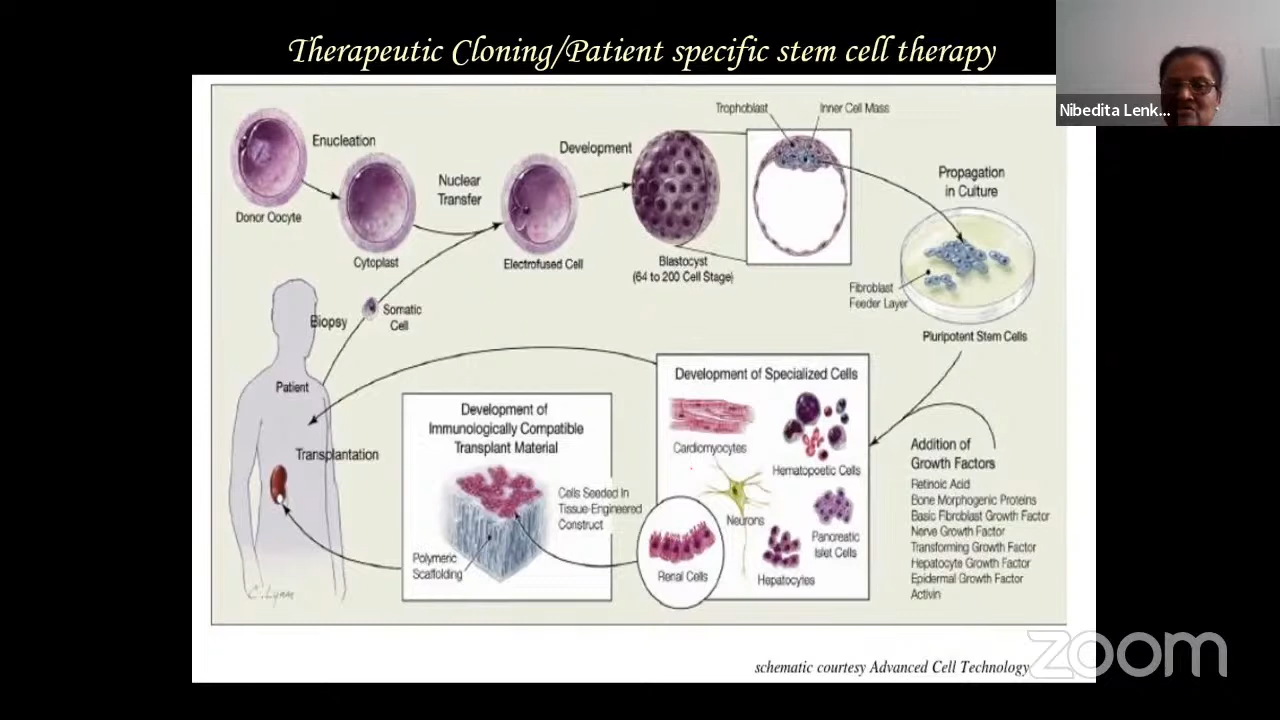 Therapeutic Cloning/Patient specific stem cell therapy
Nibedita Lenk...
Trophoblast
Inner Cell Mass
Enucleation
Development
Nuclear
Transfer
Propagation
in Culture
Donor Oocyte
Cytoplast
Electrofused Cell
Blastocyst
(64 to 200 Cell Stage)
Fibroblast
Feeder Layer
Pluripotent Stem Cells
Biopsy
Somatic
Cell
Patient
Transplantation
Development of
Immunologically Compatible
Transplant Material
Cells Seeded In
Tissue-Engineered
Construct
Polymeric
Scaffolding
Development of Specialized Cells
Cardiomyocytes
Hematopoetic Cells
Neurons
Pancreatic
Islet Cells
Renal Cells
Hepatocytes
Addition of
Growth Factors
Retinoic Acid
Bone Morphogenic Proteins
Basic Fibroblast Growth Factor
Nerve Growth Factor
Transforming Growth Factor
Hepatocyte Growth Factor
Epidermal Growth Factor
Activin
C. Lynm
schematic courtesy Advanced Cell Technology
zoom